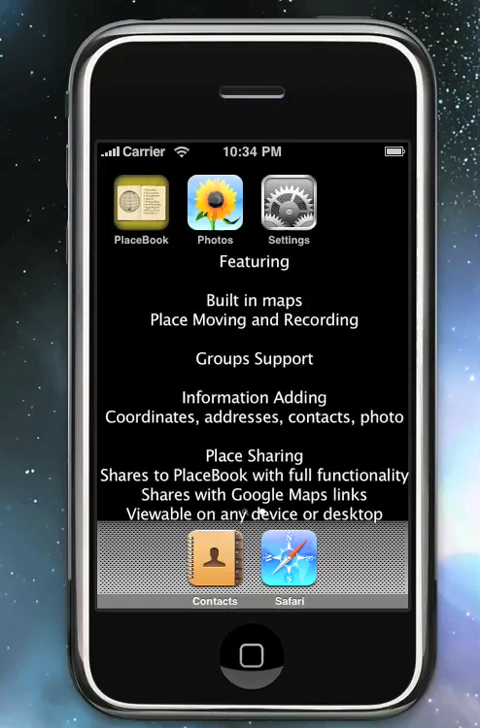 Carrier 10:34 PM
PlaceBook Photos Settings
Featuring
Built in maps
Place Moving and Recording
Groups Support
Information Adding
Coordinates, addresses, contacts, photo
Place Sharing
Shares to PlaceBook with full functionality
Shares with Google Maps links
Viewable on any device or desktop
Contacts Safari